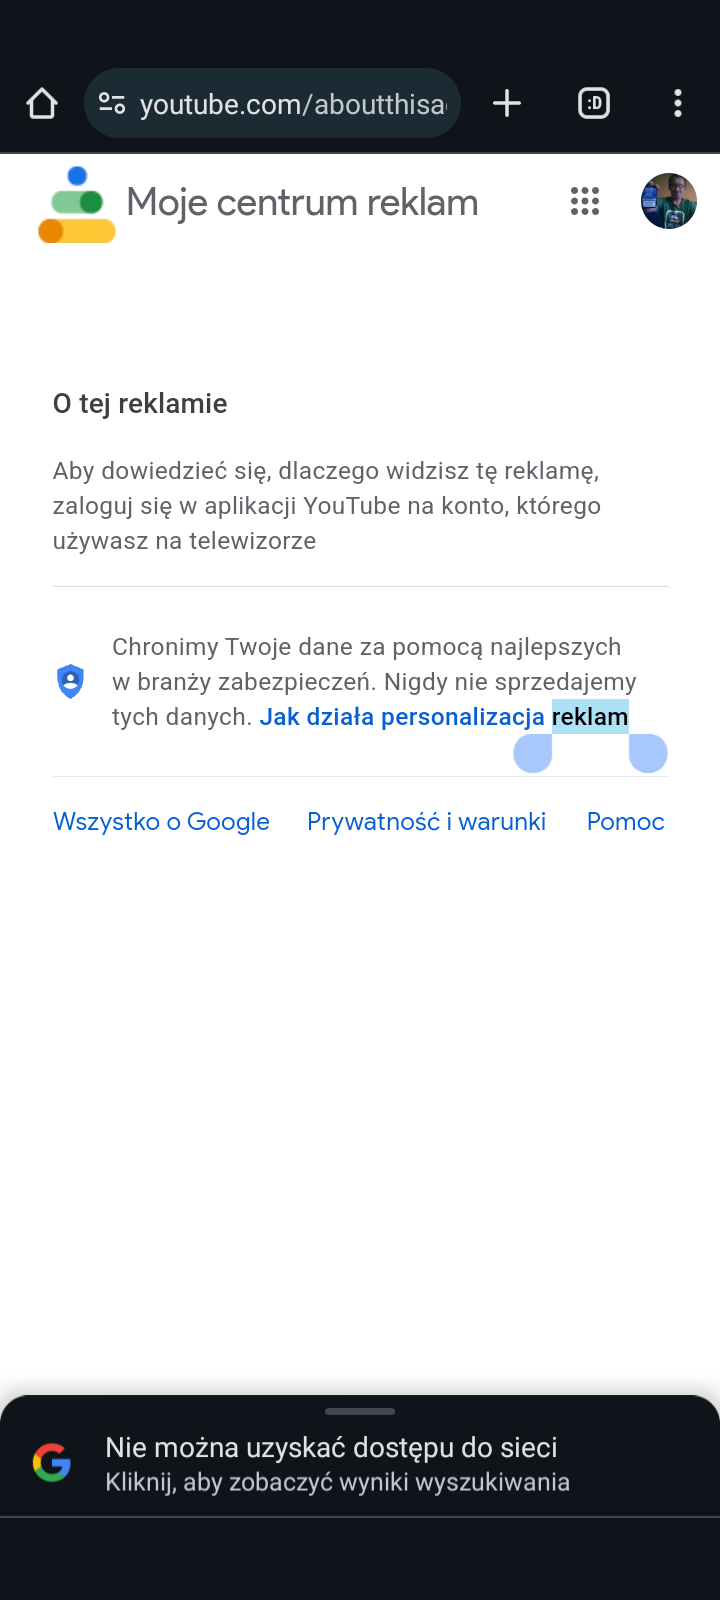 youtube.com/aboutthisa
:D
Moje centrum reklam
O tej reklamie
Aby dowiedzieć się, dlaczego widzisz tę reklamę,
zaloguj się w aplikacji YouTube na konto, którego
używasz na telewizorze
Chronimy Twoje dane za pomocą najlepszych
w branży zabezpieczeń. Nigdy nie sprzedajemy
tych danych. Jak działa personalizacja reklam
Wszystko o Google Prywatność i warunki Pomoc
G
Nie można uzyskać dostępu do sieci
Kliknij, aby zobaczyć wyniki wyszukiwania